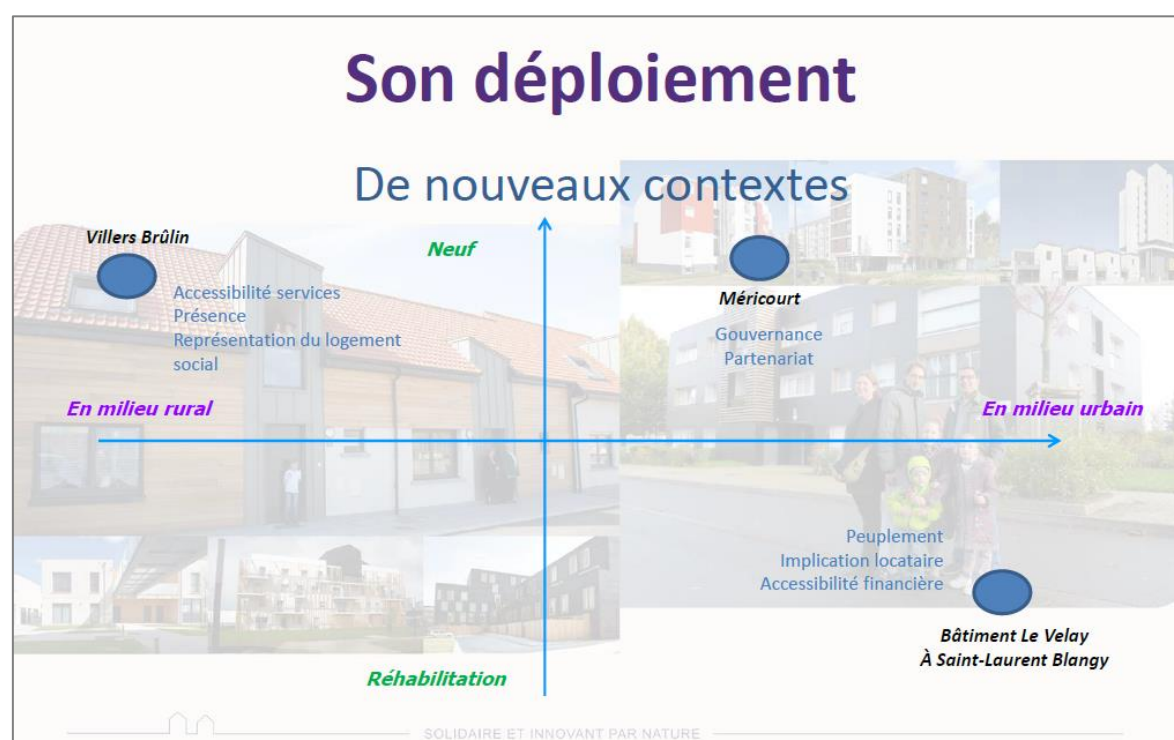 Son déploiement
De nouveaux contextes
Villers Brûlin
Neuf
Accessibilité services
Présence
Représentation du logement
social
Méricourt
Gouvernance
Partenariat
En milieu rural
En milieu urbain
Peuplement
Implication locataire
Accessibilité financière
Bâtiment Le Velay
À Saint-Laurent Blangy
Réhabilitation
SOLIDAIRE ET INNOVANT PAR NATURE